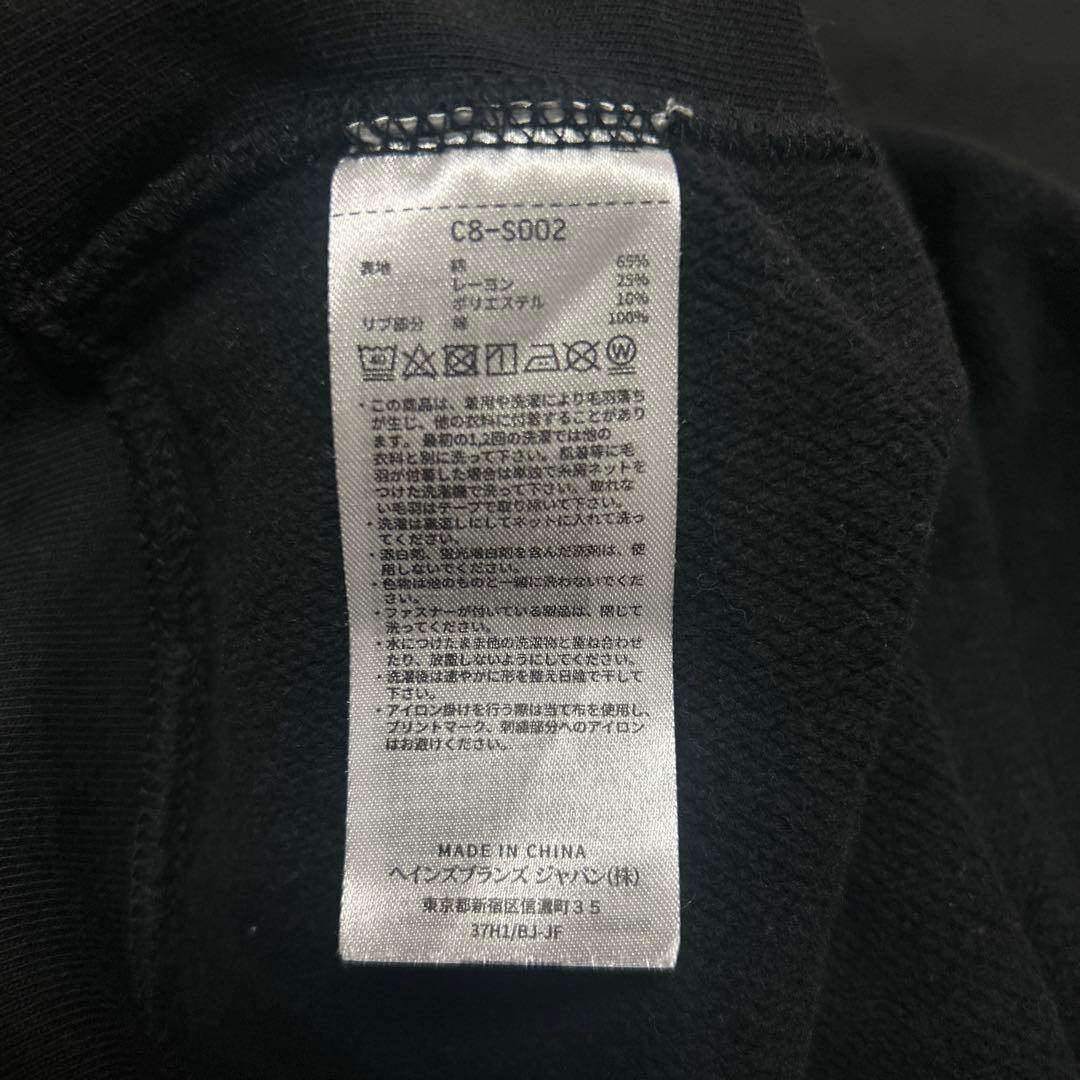 C8-S002
表地 綿 65%
レーヨン 25%
ポリエステル 10%
リブ部分 綿 100%
40
W
・この商品は、着用や洗濯により毛羽落ち
が生じ、他の衣料に付着することがあり
ます。最初の1,2回の洗濯では他の
衣料と別に洗って下さい。肌着等に毛
羽が付着した場合は単独で糸屑ネットを
つけた洗濯機で洗って下さい。取れな
い毛羽はテープで取り除いて下さい。
・洗濯は裏返しにしてネットに入れて洗っ
てください。
・漂白剤、蛍光増白剤を含んだ洗剤は、使
用しないでください。
・色物は他のものと一緒に洗わないでくだ
さい。
・ファスナーが付いている製品は、閉じて
洗ってください。
・水につけたまま他の洗濯物と重ね合わせ
たり、放置しないようにしてください。
・洗濯後は速やかに形を整え日陰で干して
下さい。
・アイロン掛けを行う際は当て布を使用し、
プリントマーク、刺繍部分へのアイロン
はお避けください。
MADE IN CHINA
ヘインズブランズ ジャパン(株)
東京都新宿区信濃町35
37H1/BJ-JF